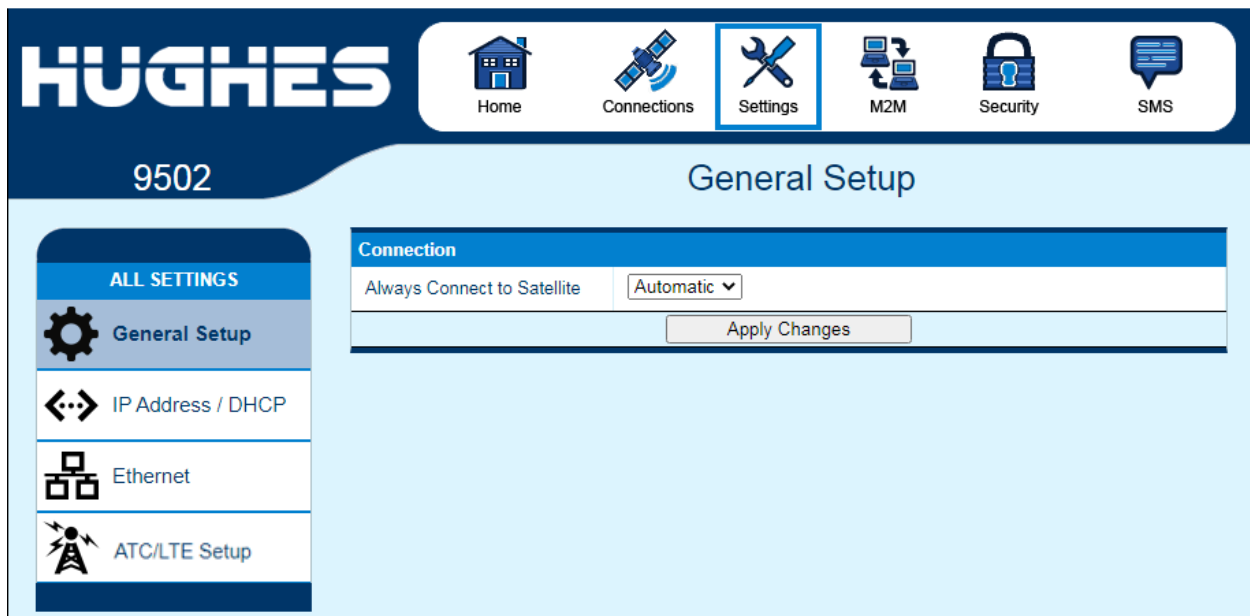 HUGHES
Home Connections Settings M2M Security SMS
9502
General Setup
ALL SETTINGS
General Setup
IP Address / DHCP
Ethernet
ATC/LTE Setup
Connection
Always Connect to Satellite Automatic
Apply Changes